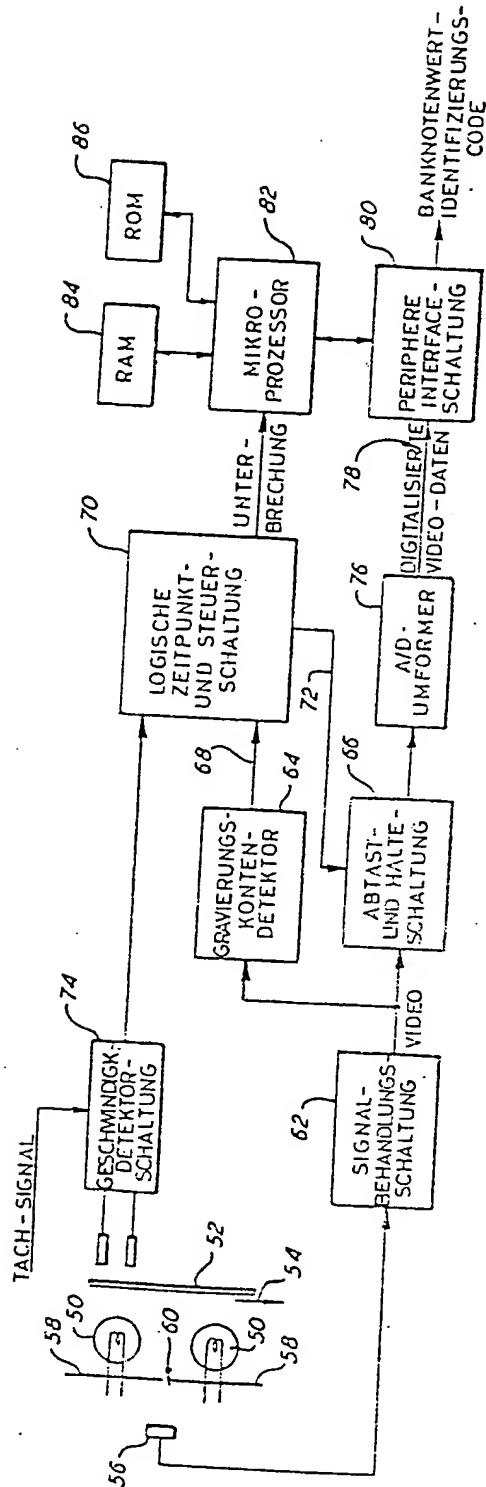 TACH-SIGNAL
74
GESCHWINDIGK.-
DETEKTOR-
SCHALTUNG
58
50
52
54
60
50
58
56
62
SIGNAL-
BEHANDLUNGS-
SCHALTUNG
VIDEO
GRAVIERUNGS-
KONTEN-
DETEKTOR
64
68
70
LOGISCHE
ZEITPUNKT-
UND STEUER-
SCHALTUNG
72
66
ABTAST-
UND HALTE-
SCHALTUNG
76
A/D-
UMFORMER
UNTER-
BRECHUNG
78
DIGITALISIERTE
VIDEO-DATEN
84
RAM
86
ROM
82
MIKRO-
PROZESSOR
80
PERIPHERE
INTERFACE-
SCHALTUNG
BANKNOTENWERT-
IDENTIFIZIERUNGS-
CODE